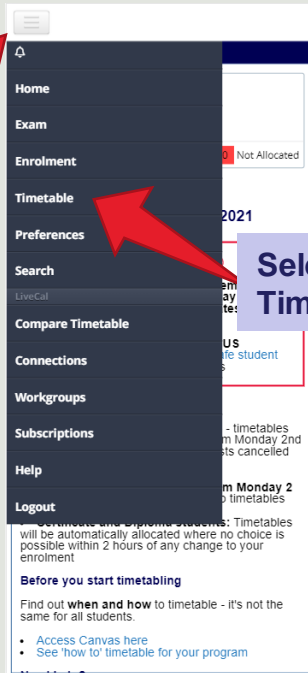 Home
Exam
Enrolment
0 Not Allocated
Timetable
2021
Preferences
Search
LiveCal
Compare Timetable
US
student
Connections
Workgroups
Subscriptions
- timetables
Monday 2nd
cancelled
Help
Monday 2
timetables
Logout
Certificate and Diploma students: Timetables
will be automatically allocated where no choice is
possible within 2 hours of any change to your
enrolment
Before you start timetabling
Find out when and how to timetable - it's not the
same for all students.
• Access Canvas here
• See 'how to' timetable for your program